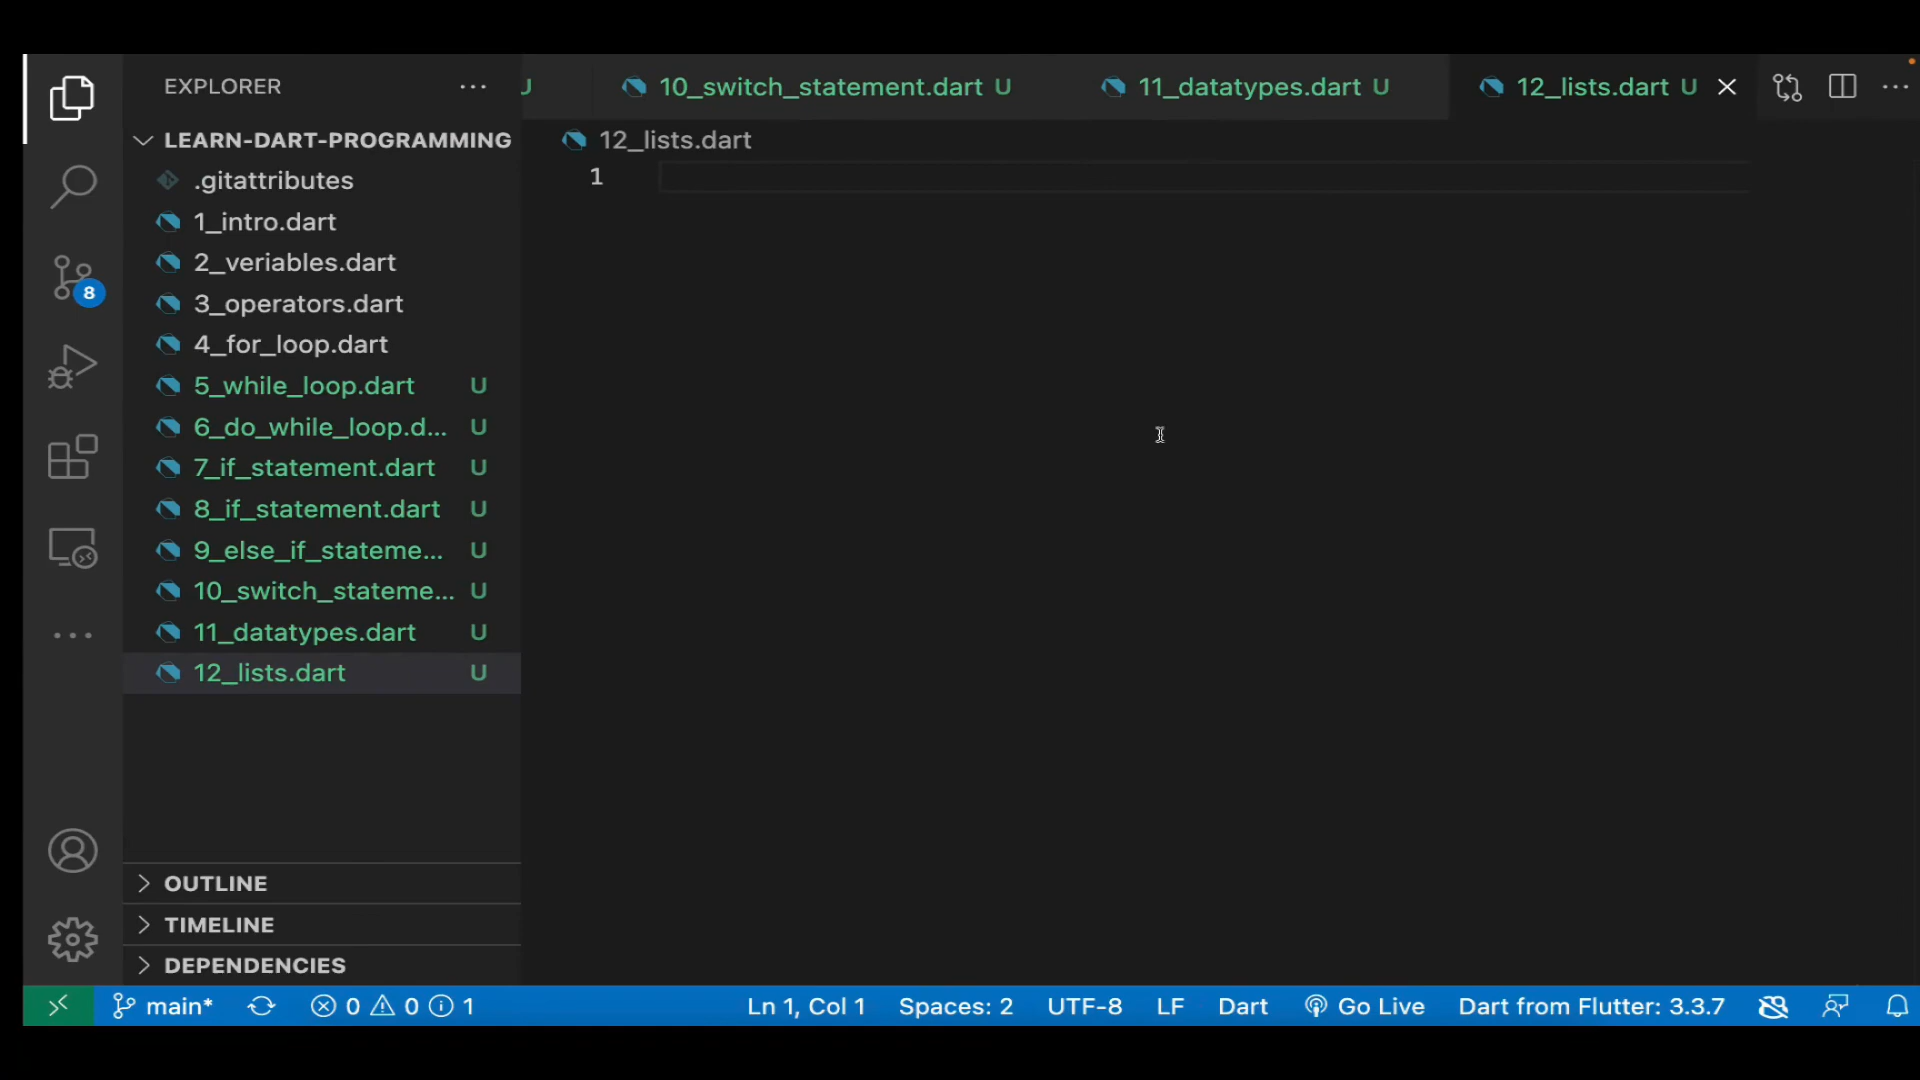 EXPLORER
LEARN-DART-PROGRAMMING
.gitattributes
1_intro.dart
2_veriables.dart
3_operators.dart
4_for_loop.dart
5_while_loop.dart U
6_do_while_loop.d... U
7_if_statement.dart U
8_if_statement.dart U
9_else_if_stateme... U
10_switch_stateme... U
11_datatypes.dart U
12_lists.dart U
OUTLINE
TIMELINE
DEPENDENCIES
U 10_switch_statement.dart U 11_datatypes.dart U 12_lists.dart U
12_lists.dart
1
8
main* 0 0 1 Ln 1, Col 1 Spaces: 2 UTF-8 LF Dart Go Live Dart from Flutter: 3.3.7